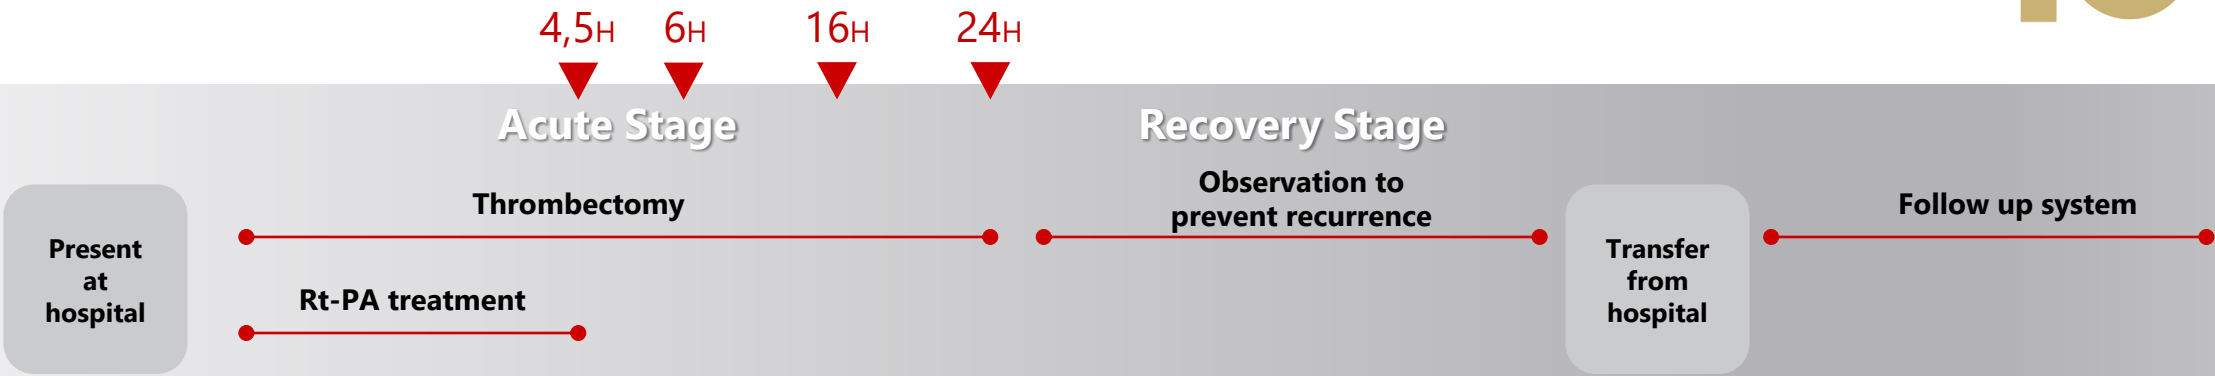 4,5H 6H 16H 24H
Acute Stage
Recovery Stage
Present
at
hospital
Thrombectomy
Rt-PA treatment
Observation to
prevent recurrence
Transfer
from
hospital
Follow up system